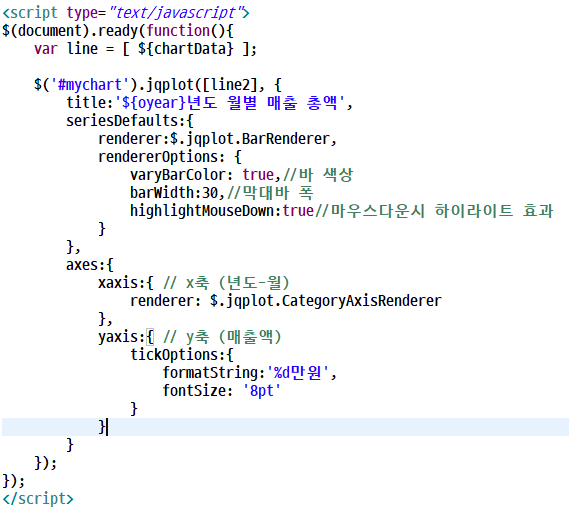 <script type="text/javascript">
$(document).ready(function(){
    var line = [ ${chartData} ];

    $('#mychart').jqplot([line2], {
        title:'${oyear}년도 월별 매출 총액',
        seriesDefaults:{
            renderer:$.jqplot.BarRenderer,
            rendererOptions: {
                varyBarColor: true,//바 색상
                barWidth:30,//막대바 폭
                highlightMouseDown:true//마우스다운시 하이라이트 효과
            }
        },
        axes:{
            xaxis:{ // x축 (년도-월)
                renderer: $.jqplot.CategoryAxisRenderer
            },
            yaxis:{ // y축 (매출액)
                tickOptions:{
                    formatString:'%d만원',
                    fontSize: '8pt'
                }
            }
        }
    });
});
</script>